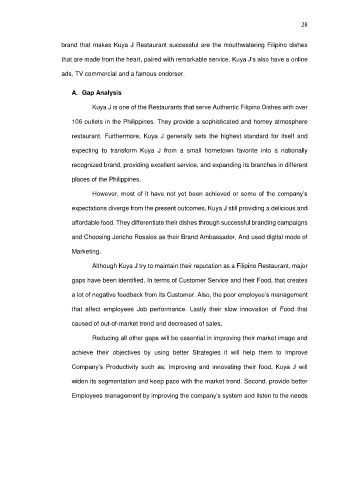 28
brand that makes Kuya J Restaurant successful are the mouthwatering Filipino dishes
that are made from the heart, paired with remarkable service. Kuya J's also have a online
ads, TV commercial and a famous endorser.
A. Gap Analysis
Kuya J is one of the Restaurants that serve Authentic Filipino Dishes with over
106 outlets in the Philippines. They provide a sophisticated and homey atmosphere
restaurant. Furthermore, Kuya J generally sets the highest standard for itself and
expecting to transform Kuya J from a small hometown favorite into a nationally
recognized brand, providing excellent service, and expanding its branches in different
places of the Philippines.
However, most of it have not yet been achieved or some of the company's
expectations diverge from the present outcomes, Kuya J still providing a delicious and
affordable food. They differentiate their dishes through successful branding campaigns
and Choosing Jericho Rosales as their Brand Ambassador, And used digital mode of
Marketing.
Although Kuya J try to maintain their reputation as a Filipino Restaurant, major
gaps have been identified. In terms of Customer Service and their Food, that creates
a lot of negative feedback from its Customer. Also, the poor employee's management
that affect employees Job performance. Lastly their slow innovation of Food that
caused of out-of-market trend and decreased of sales.
Reducing all other gaps will be essential in improving their market image and
achieve their objectives by using better Strategies it will help them to Improve
Company's Productivity such as; Improving and innovating their food, Kuya J will
widen its segmentation and keep pace with the market trend. Second, provide better
Employees management by improving the company's system and listen to the needs